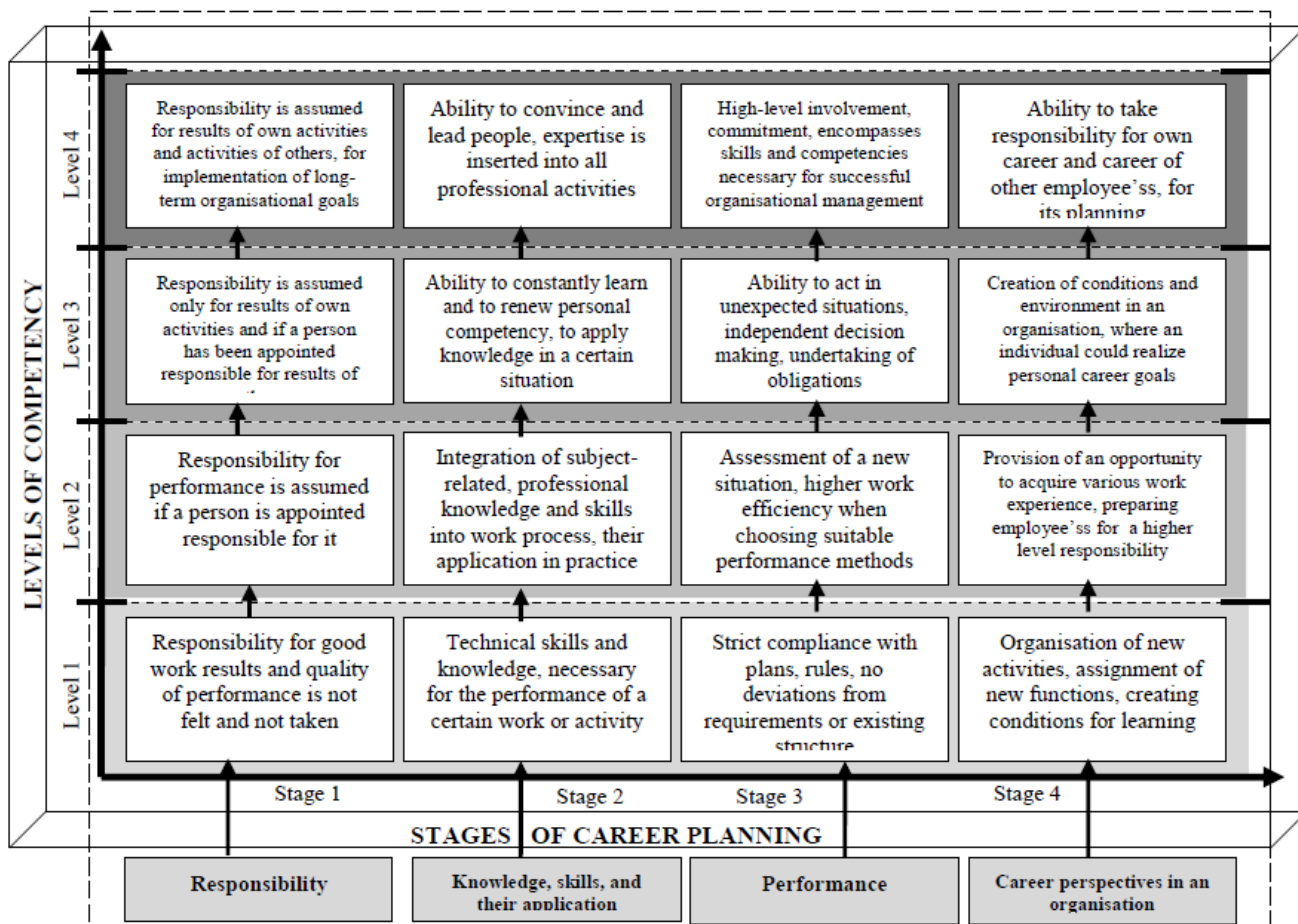 LEVELS OF COMPETENCY
Level 4
Responsibility is assumed
for results of own activities
and activities of others, for
implementation of long-
term organisational goals
Ability to convince and
lead people, expertise is
inserted into all
professional activities
High-level involvement,
commitment, encompasses
skills and competencies
necessary for successful
organisational management
Ability to take
responsibility for own
career and career of
other employee'ss, for
its planning
Level 3
Responsibility is assumed
only for results of own
activities and if a person
has been appointed
responsible for results of
Ability to constantly learn
and to renew personal
competency, to apply
knowledge in a certain
situation
Ability to act in
unexpected situations,
independent decision
making, undertaking of
obligations
Creation of conditions and
environment in an
organisation, where an
individual could realize
personal career goals
Level 2
Responsibility for
performance is assumed
if a person is appointed
responsible for it
Integration of subject-
related, professional
knowledge and skills
into work process, their
application in practice
Assessment of a new
situation, higher work
efficiency when
choosing suitable
performance methods
Provision of an opportunity
to acquire various work
experience, preparing
employee'ss for a higher
level responsibility
Level 1
Responsibility for good
work results and quality
of performance is not
felt and not taken
Technical skills and
knowledge, necessary
for the performance of a
certain work or activity
Strict compliance with
plans, rules, no
deviations from
requirements or existing
structure
Organisation of new
activities, assignment of
new functions, creating
conditions for learning
Stage 1
Stage 2
Stage 3
Stage 4
STAGES OF CAREER PLANNING
Responsibility
Knowledge, skills, and
their application
Performance
Career perspectives in an
organisation